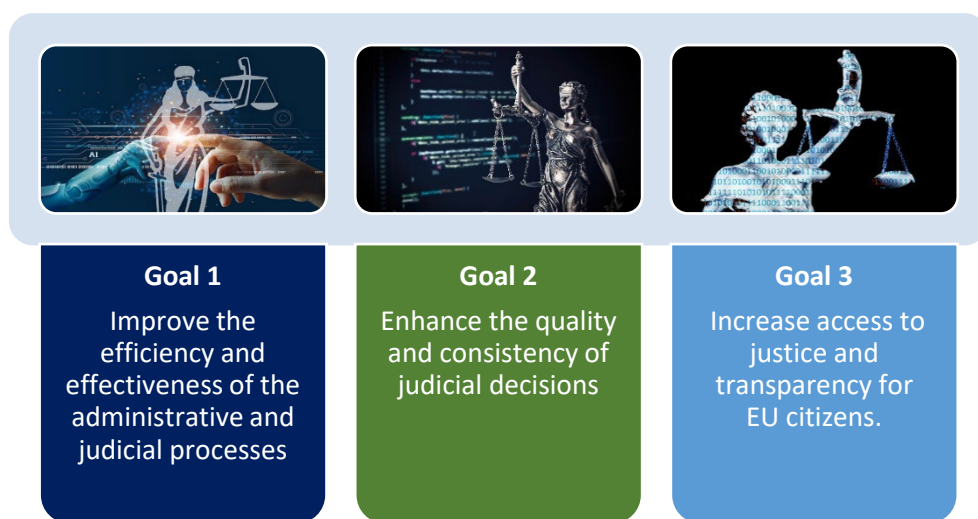 AI
Goal 1
Improve the
efficiency and
effectiveness of the
administrative and
judicial processes
Goal 2
Enhance the quality
and consistency of
judicial decisions
Goal 3
Increase access to
justice and
transparency for
EU citizens.